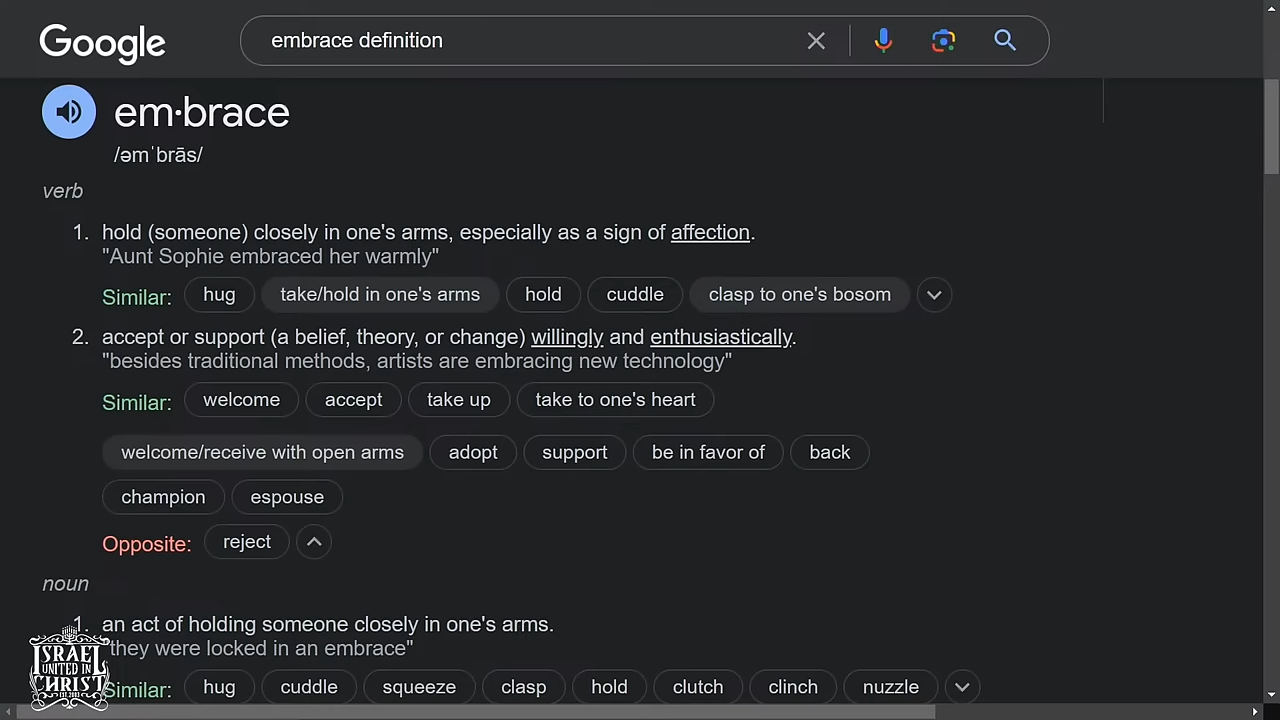 Google
embrace definition
em·brace
/əmˈbrās/
verb
1. hold (someone) closely in one's arms, especially as a sign of affection.
"Aunt Sophie embraced her warmly"
Similar: hug take/hold in one's arms hold cuddle clasp to one's bosom
2. accept or support (a belief, theory, or change) willingly and enthusiastically.
"besides traditional methods, artists are embracing new technology"
Similar: welcome accept take up take to one's heart
welcome/receive with open arms adopt support be in favor of back
champion espouse
Opposite: reject
noun
1. an act of holding someone closely in one's arms.
"they were locked in an embrace"
Similar: hug cuddle squeeze clasp hold clutch clinch nuzzle
ISRAEL
UNITED IN
CHRIST